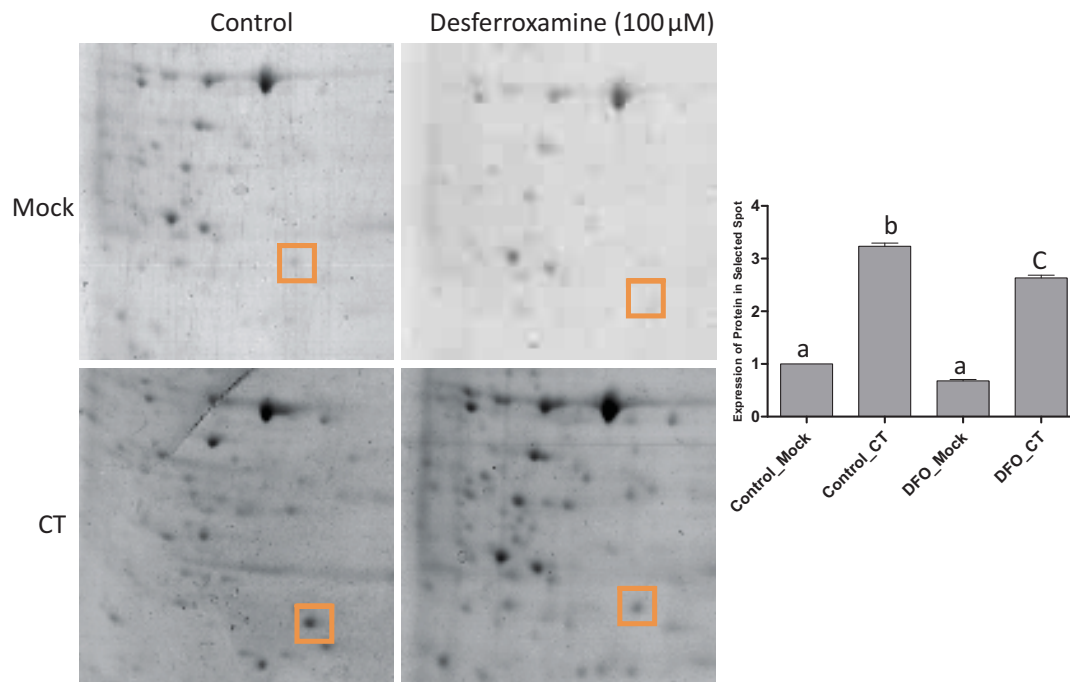 Control
Desferroxamine (100 μM)
Mock
CT
Expression of Protein in Selected Spot
4
3
2
1
0
a
b
a
C
Control_Mock
Control_CT
DFO_Mock
DFO_CT